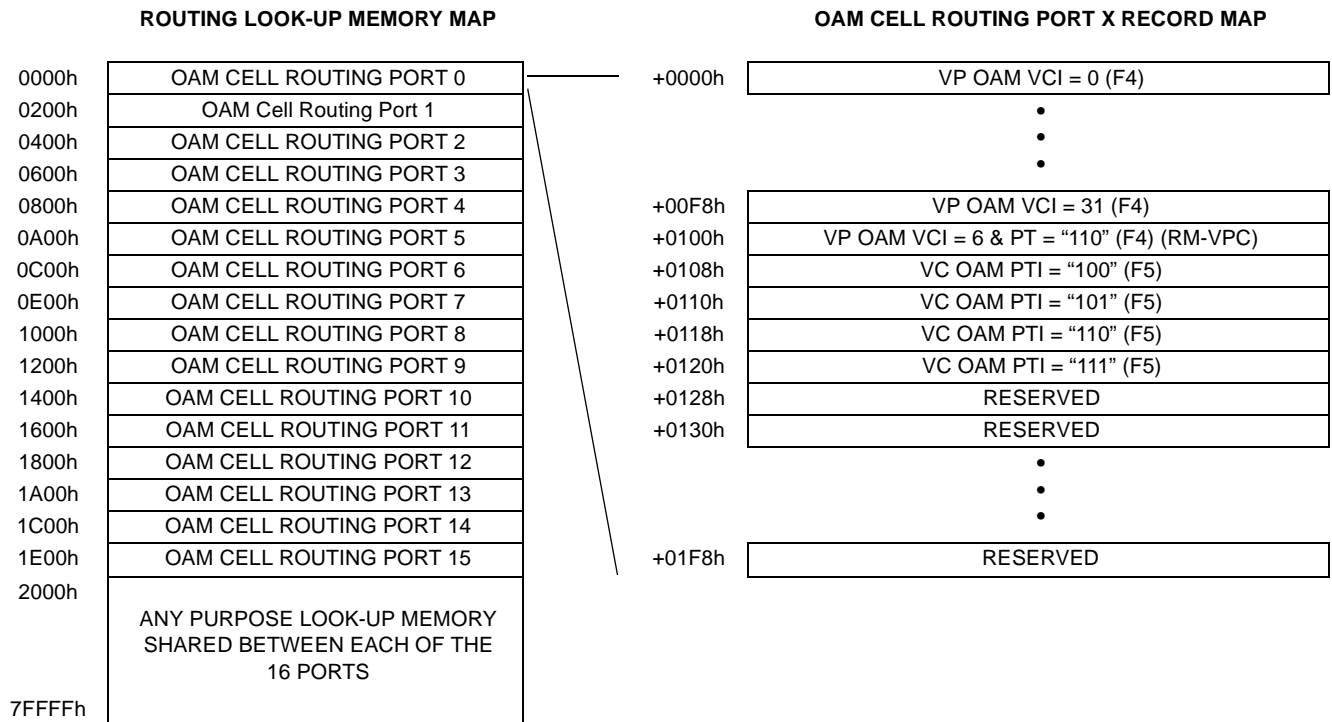 ROUTING LOOK-UP MEMORY MAP
0000h OAM CELL ROUTING PORT 0
0200h OAM Cell Routing Port 1
0400h OAM CELL ROUTING PORT 2
0600h OAM CELL ROUTING PORT 3
0800h OAM CELL ROUTING PORT 4
0A00h OAM CELL ROUTING PORT 5
0C00h OAM CELL ROUTING PORT 6
0E00h OAM CELL ROUTING PORT 7
1000h OAM CELL ROUTING PORT 8
1200h OAM CELL ROUTING PORT 9
1400h OAM CELL ROUTING PORT 10
1600h OAM CELL ROUTING PORT 11
1800h OAM CELL ROUTING PORT 12
1A00h OAM CELL ROUTING PORT 13
1C00h OAM CELL ROUTING PORT 14
1E00h OAM CELL ROUTING PORT 15
2000h
ANY PURPOSE LOOK-UP MEMORY
SHARED BETWEEN EACH OF THE
16 PORTS
7FFFFh
OAM CELL ROUTING PORT X RECORD MAP
+0000h VP OAM VCI = 0 (F4)
•
•
•
+00F8h VP OAM VCI = 31 (F4)
+0100h VP OAM VCI = 6 & PT = “110” (F4) (RM-VPC)
+0108h VC OAM PTI = “100” (F5)
+0110h VC OAM PTI = “101” (F5)
+0118h VC OAM PTI = “110” (F5)
+0120h VC OAM PTI = “111” (F5)
+0128h RESERVED
+0130h RESERVED
•
•
•
+01F8h RESERVED